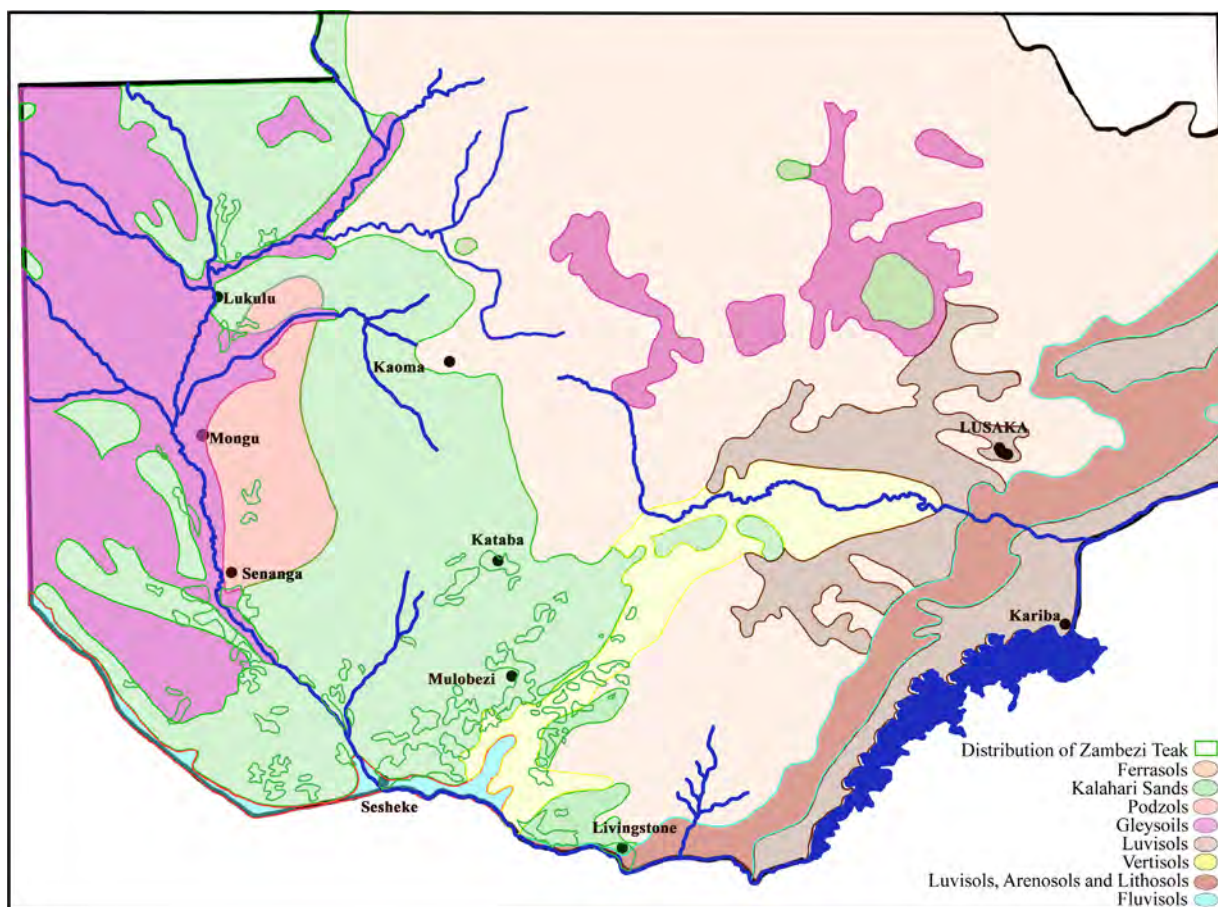 Lukulu
Kaoma
Mongu
LUSAKA
Kataba
Senanga
Kariba
Mulobezi
Sesheke
Livingstone
Distribution of Zambezi Teak
Ferrasols
Kalahari Sands
Podzols
Gleysoils
Luvisols
Vertisols
Luvisols, Arenosols and Lithosols
Fluvisols